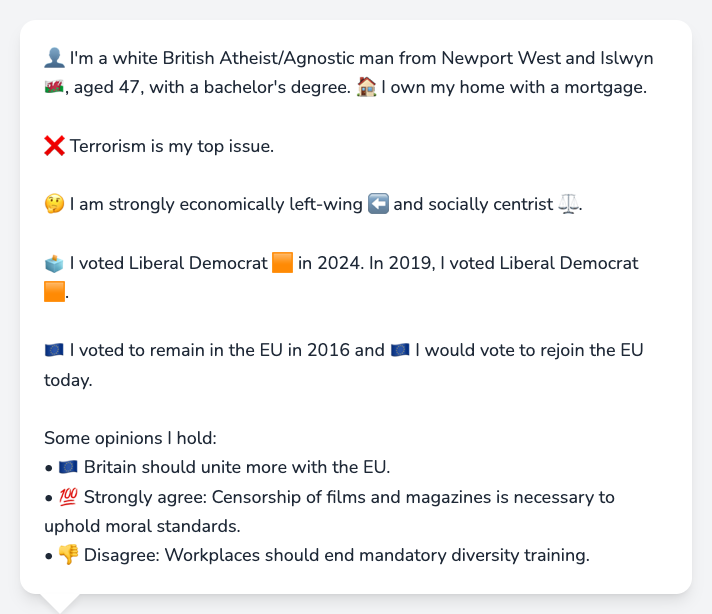 👤 I'm a white British Atheist/Agnostic man from Newport West and Islwyn
🏴󠁧󠁢󠁷󠁬󠁳󠁿, aged 47, with a bachelor's degree. 🏠 I own my home with a mortgage.
❌ Terrorism is my top issue.
🤔 I am strongly economically left-wing ⬅️ and socially centrist ⚖️.
🗳️ I voted Liberal Democrat 🟧 in 2024. In 2019, I voted Liberal Democrat
🟧.
🇪🇺 I voted to remain in the EU in 2016 and 🇪🇺 I would vote to rejoin the EU
today.
Some opinions I hold:
• 🇪🇺 Britain should unite more with the EU.
• 💯 Strongly agree: Censorship of films and magazines is necessary to
uphold moral standards.
• 👎 Disagree: Workplaces should end mandatory diversity training.